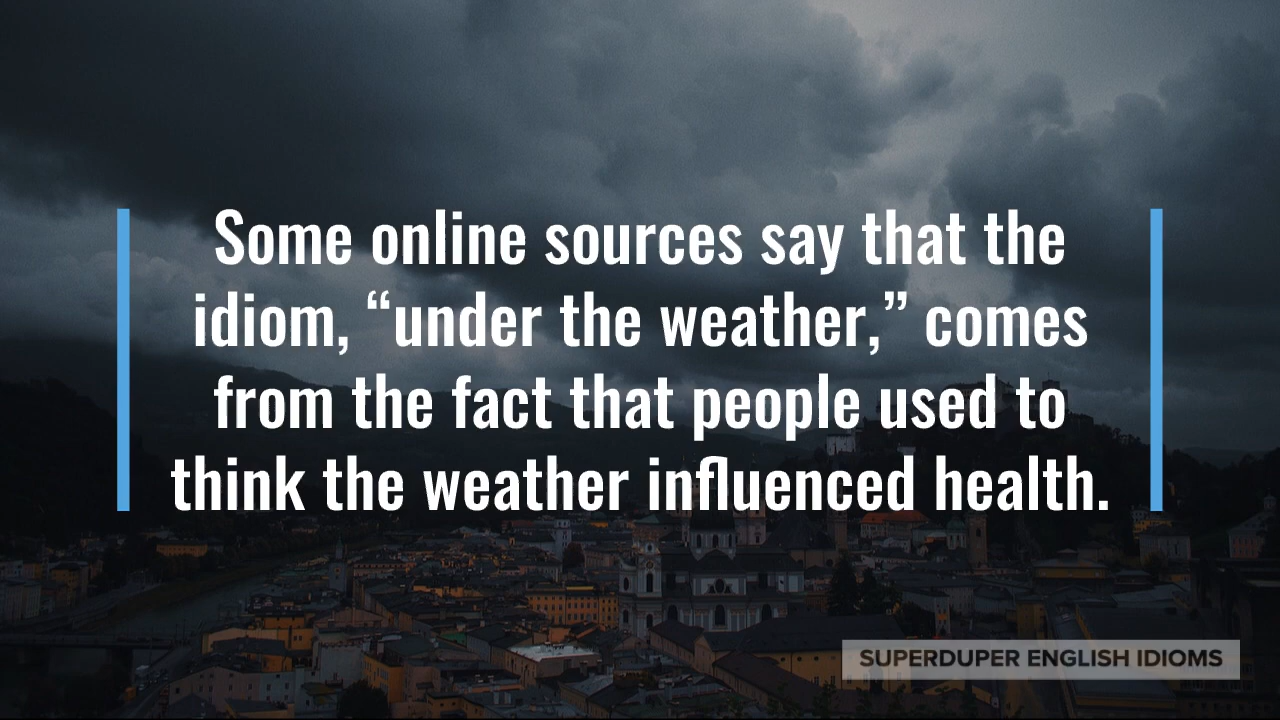 Some online sources say that the
idiom, “under the weather,” comes
from the fact that people used to
think the weather influenced health.
SUPERDUPER ENGLISH IDIOMS